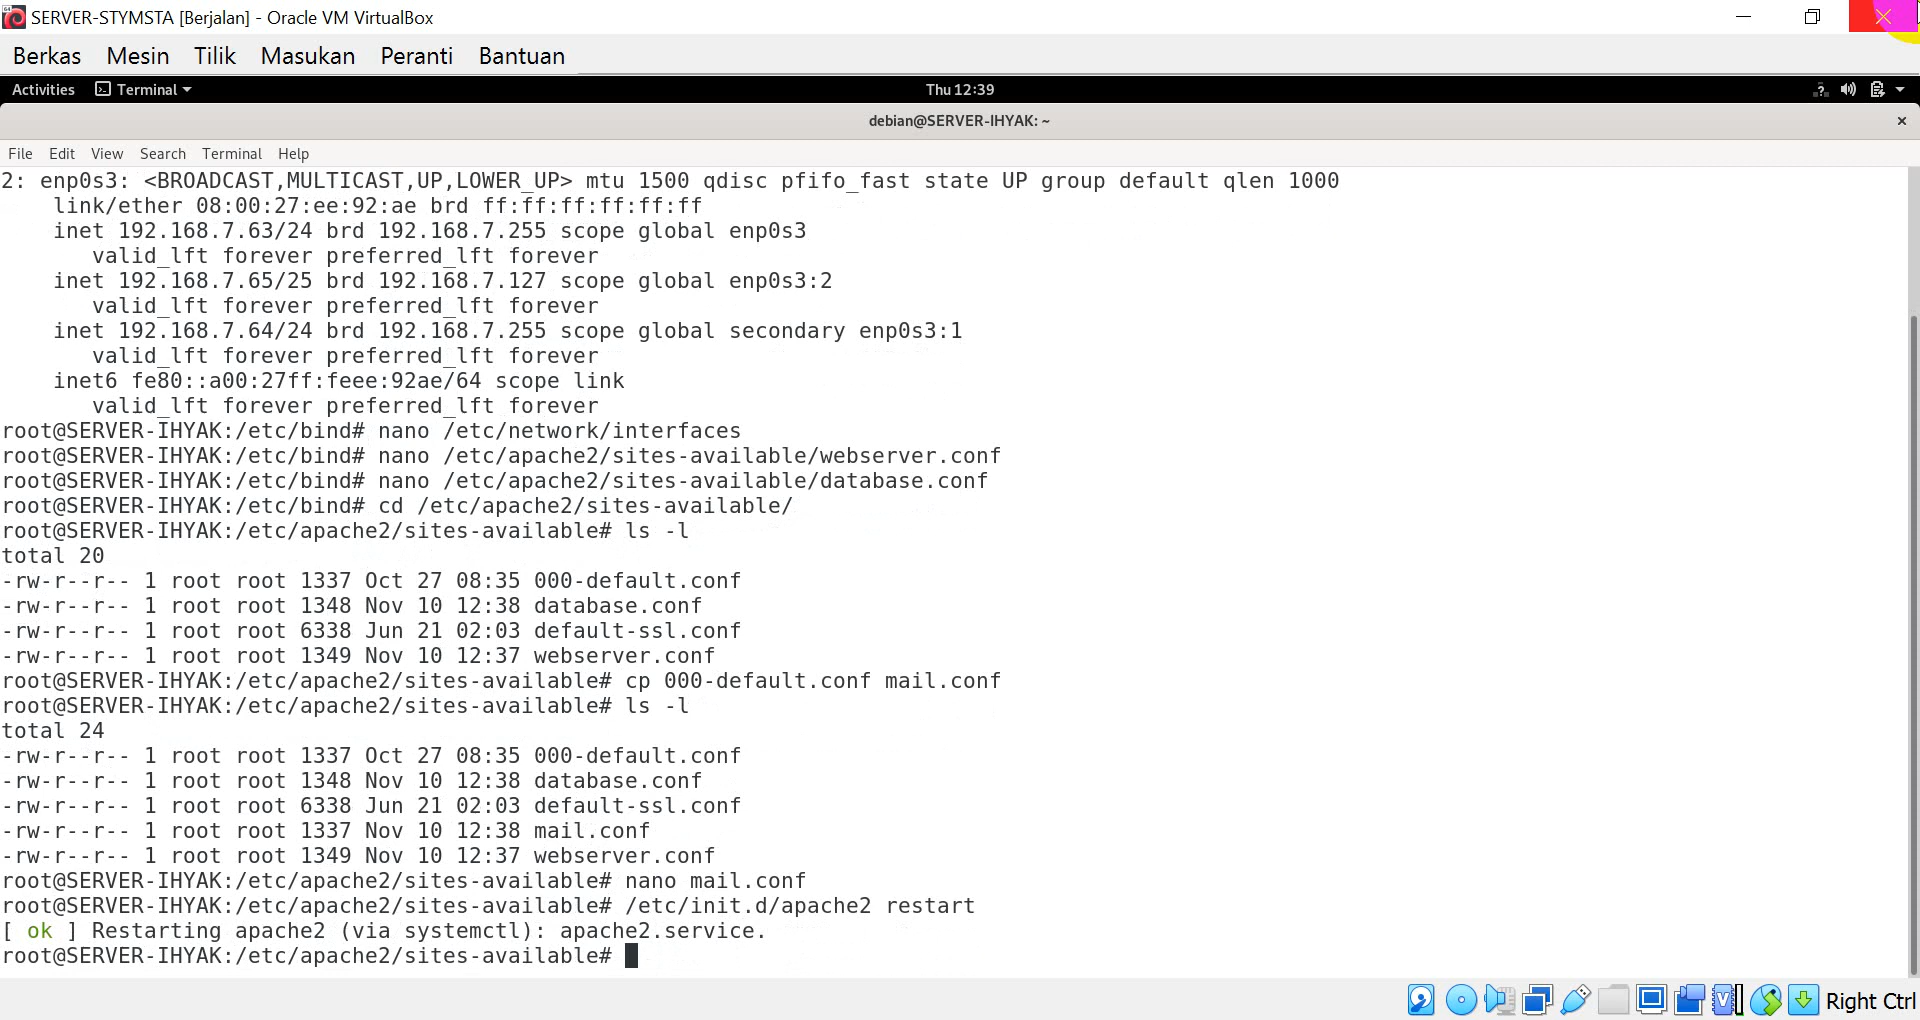 SERVER-STYMSTA [Berjalan] - Oracle VM VirtualBox
Berkas Mesin Tilik Masukan Peranti Bantuan
Activities Terminal Thu 12:39
debian@SERVER-IHYAK: ~
File Edit View Search Terminal Help
2: enp0s3: <BROADCAST,MULTICAST,UP,LOWER_UP> mtu 1500 qdisc pfifo_fast state UP group default qlen 1000
    link/ether 08:00:27:ee:92:ae brd ff:ff:ff:ff:ff:ff
    inet 192.168.7.63/24 brd 192.168.7.255 scope global enp0s3
       valid_lft forever preferred_lft forever
    inet 192.168.7.65/25 brd 192.168.7.127 scope global enp0s3:2
       valid_lft forever preferred_lft forever
    inet 192.168.7.64/24 brd 192.168.7.255 scope global secondary enp0s3:1
       valid_lft forever preferred_lft forever
    inet6 fe80::a00:27ff:feee:92ae/64 scope link
       valid_lft forever preferred_lft forever
root@SERVER-IHYAK:/etc/bind# nano /etc/network/interfaces
root@SERVER-IHYAK:/etc/bind# nano /etc/apache2/sites-available/webserver.conf
root@SERVER-IHYAK:/etc/bind# nano /etc/apache2/sites-available/database.conf
root@SERVER-IHYAK:/etc/bind# cd /etc/apache2/sites-available/
root@SERVER-IHYAK:/etc/apache2/sites-available# ls -l
total 20
-rw-r--r-- 1 root root 1337 Oct 27 08:35 000-default.conf
-rw-r--r-- 1 root root 1348 Nov 10 12:38 database.conf
-rw-r--r-- 1 root root 6338 Jun 21 02:03 default-ssl.conf
-rw-r--r-- 1 root root 1349 Nov 10 12:37 webserver.conf
root@SERVER-IHYAK:/etc/apache2/sites-available# cp 000-default.conf mail.conf
root@SERVER-IHYAK:/etc/apache2/sites-available# ls -l
total 24
-rw-r--r-- 1 root root 1337 Oct 27 08:35 000-default.conf
-rw-r--r-- 1 root root 1348 Nov 10 12:38 database.conf
-rw-r--r-- 1 root root 6338 Jun 21 02:03 default-ssl.conf
-rw-r--r-- 1 root root 1337 Nov 10 12:38 mail.conf
-rw-r--r-- 1 root root 1349 Nov 10 12:37 webserver.conf
root@SERVER-IHYAK:/etc/apache2/sites-available# nano mail.conf
root@SERVER-IHYAK:/etc/apache2/sites-available# /etc/init.d/apache2 restart
[ ok ] Restarting apache2 (via systemctl): apache2.service.
root@SERVER-IHYAK:/etc/apache2/sites-available#
Right Ctrl